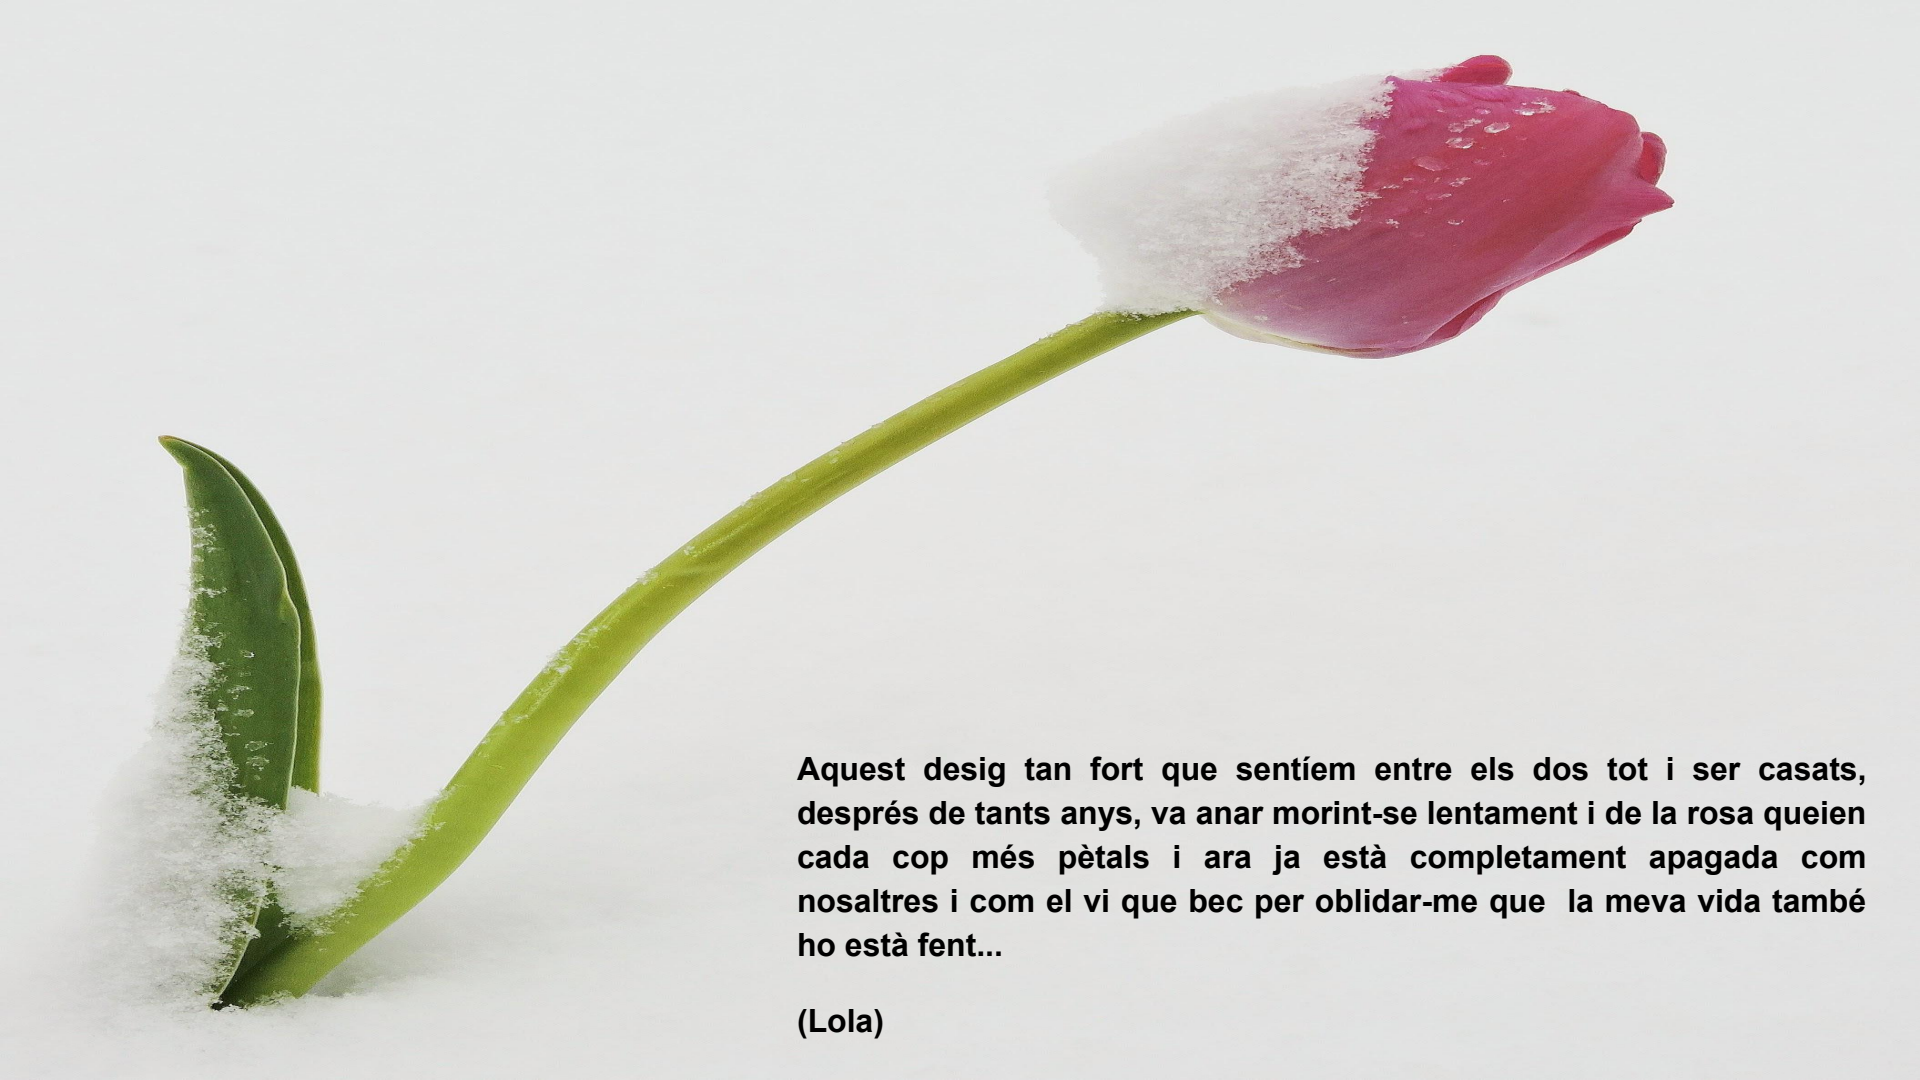 Aquest desig tan fort que sentíem entre els dos tot i ser casats,
després de tants anys, va anar morint-se lentament i de la rosa queien
cada cop més pètals i ara ja està completament apagada com
nosaltres i com el vi que bec per oblidar-me que  la meva vida també
ho està fent...
(Lola)